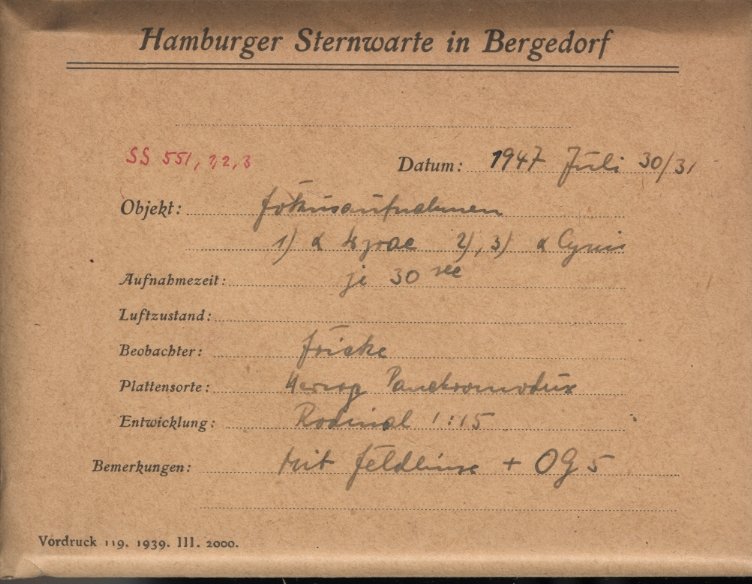 Hamburger Sternwarte in Bergedorf
SS 551, 1, 2, 3
Datum: 1947 Juli 30/31
Objekt: Fokusaufnahmen
1) α Lyrae 2), 3) α Cygni
Aufnahmezeit: je 30 sec
Luftzustand:
Beobachter: Fricke
Plattensorte: Herzog
Entwicklung: Rodinal 1:15
Bemerkungen: Mit Feldlinse + OG 5
Vordruck 119. 1939. III. 2000.